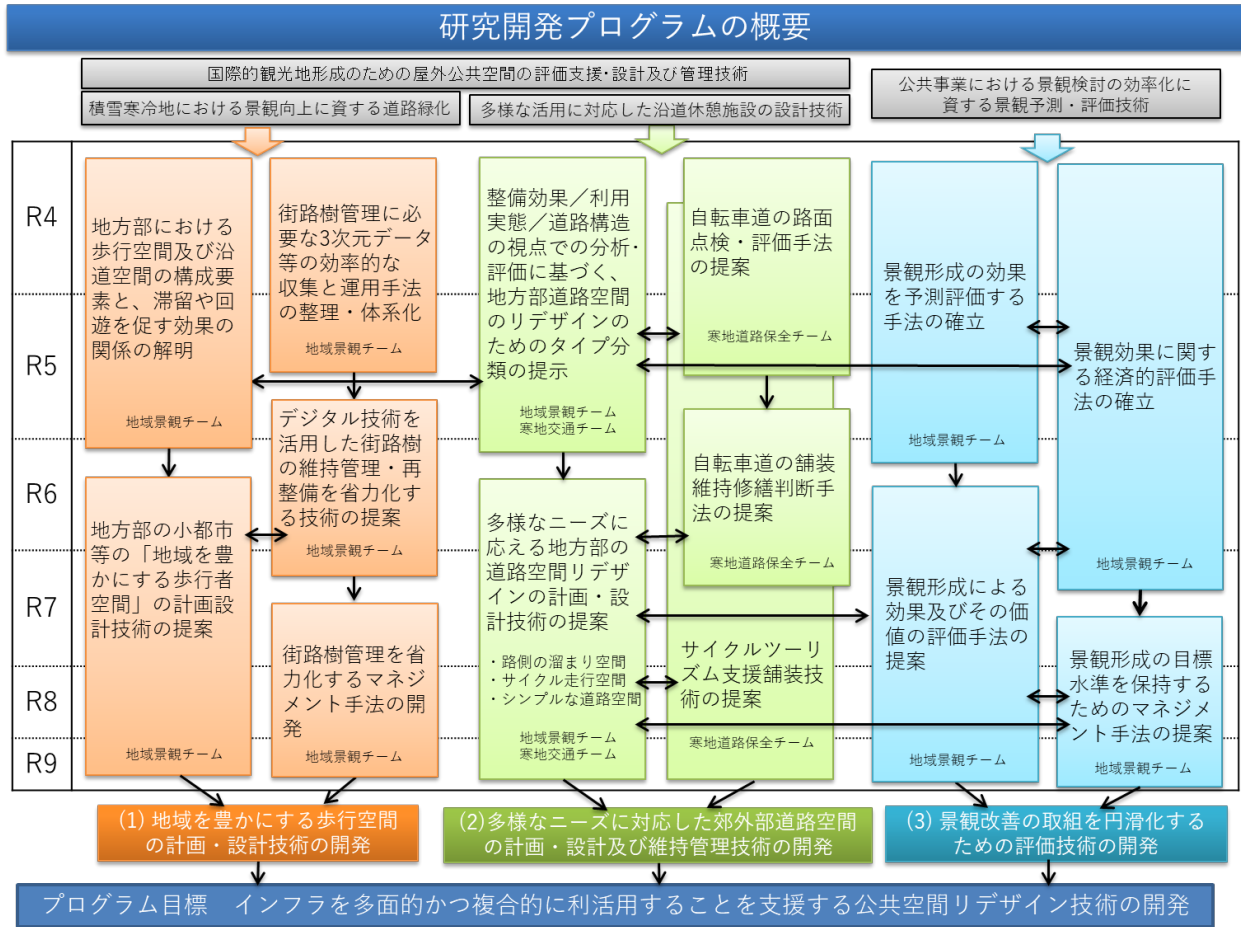 研究開発プログラムの概要
国際的観光地形成のための屋外公共空間の評価支援･設計及び管理技術
積雪寒冷地における景観向上に資する道路緑化
多様な活用に対応した沿道休憩施設の設計技術
公共事業における景観検討の効率化に
資する景観予測・評価技術
R4
R5
R6
R7
R8
R9
地方部における
歩行空間及び沿
道空間の構成要
素と、滞留や回
遊を促す効果の
関係の解明
地域景観チーム
地方部の小都市
等の「地域を豊
かにする歩行者
空間」の計画設
計技術の提案
地域景観チーム
街路樹管理に必
要な3次元データ
等の効率的な
収集と運用手法
の整理・体系化
地域景観チーム
デジタル技術を
活用した街路樹
の維持管理・再
整備を省力化す
る技術の提案
地域景観チーム
街路樹管理を省
力化するマネジ
メント手法の開
発
地域景観チーム
整備効果／利用
実態／道路構造
の視点での分析･
評価に基づく、
地方部道路空間
のリデザインの
ためのタイプ分
類の提示
地域景観チーム
寒地交通チーム
多様なニーズに
応える地方部の
道路空間リデザ
インの計画・設
計技術の提案
・路側の溜まり空間
・サイクル走行空間
・シンプルな道路空間
地域景観チーム
寒地交通チーム
自転車道の路面
点検・評価手法
の提案
寒地道路保全チーム
自転車道の舗装
維持修繕判断手
法の提案
寒地道路保全チーム
サイクルツーリ
ズム支援舗装技
術の提案
寒地道路保全チーム
景観形成の効果
を予測評価する
手法の確立
地域景観チーム
景観形成による
効果及びその価
値の評価手法の
提案
地域景観チーム
景観効果に関す
る経済的評価手
法の確立
地域景観チーム
景観形成の目標
水準を保持する
ためのマネジメ
ント手法の提案
地域景観チーム
(1) 地域を豊かにする歩行空間
の計画・設計技術の開発
(2)多様なニーズに対応した郊外部道路空間
の計画・設計及び維持管理技術の開発
(3) 景観改善の取組を円滑化する
ための評価技術の開発
プログラム目標　インフラを多面的かつ複合的に利活用することを支援する公共空間リデザイン技術の開発